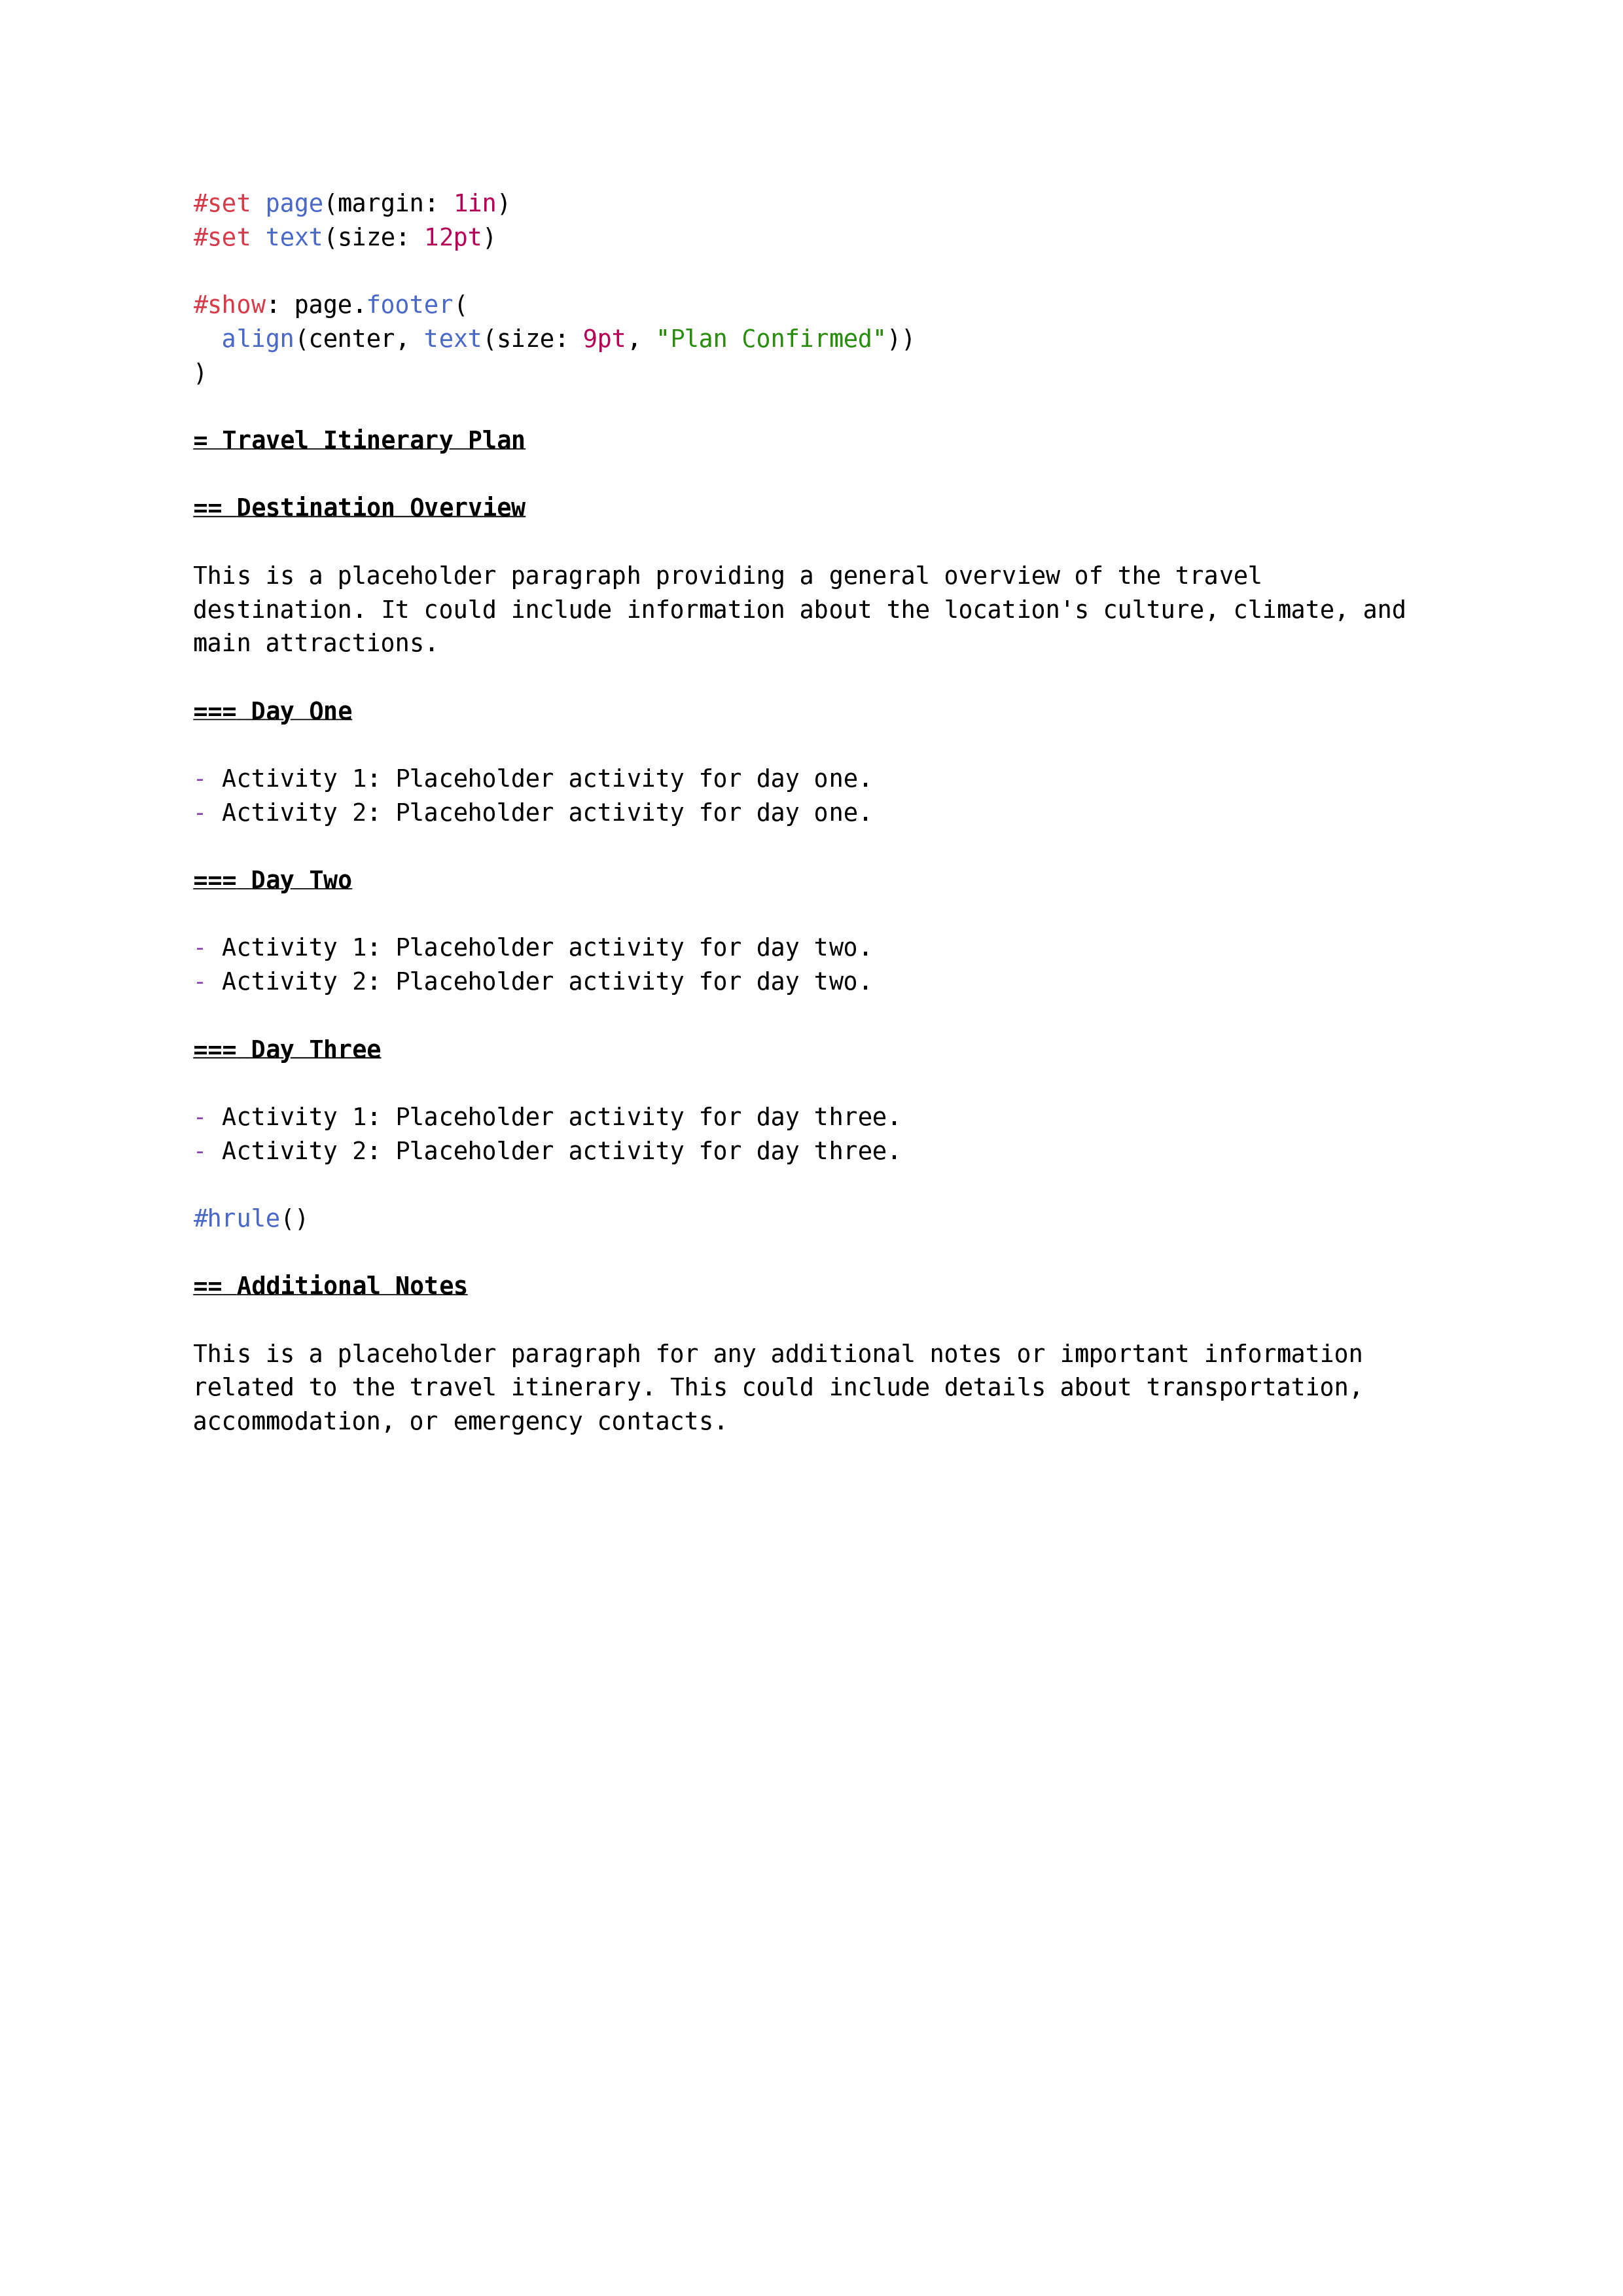 #set page(margin: 1in)
#set text(size: 12pt)
#show: page.footer(
  align(center, text(size: 9pt, "Plan Confirmed"))
)
= Travel Itinerary Plan
== Destination Overview
This is a placeholder paragraph providing a general overview of the travel
destination. It could include information about the location's culture, climate, and
main attractions.
=== Day One
- Activity 1: Placeholder activity for day one.
- Activity 2: Placeholder activity for day one.
=== Day Two
- Activity 1: Placeholder activity for day two.
- Activity 2: Placeholder activity for day two.
=== Day Three
- Activity 1: Placeholder activity for day three.
- Activity 2: Placeholder activity for day three.
#hrule()
== Additional Notes
This is a placeholder paragraph for any additional notes or important information
related to the travel itinerary. This could include details about transportation,
accommodation, or emergency contacts.